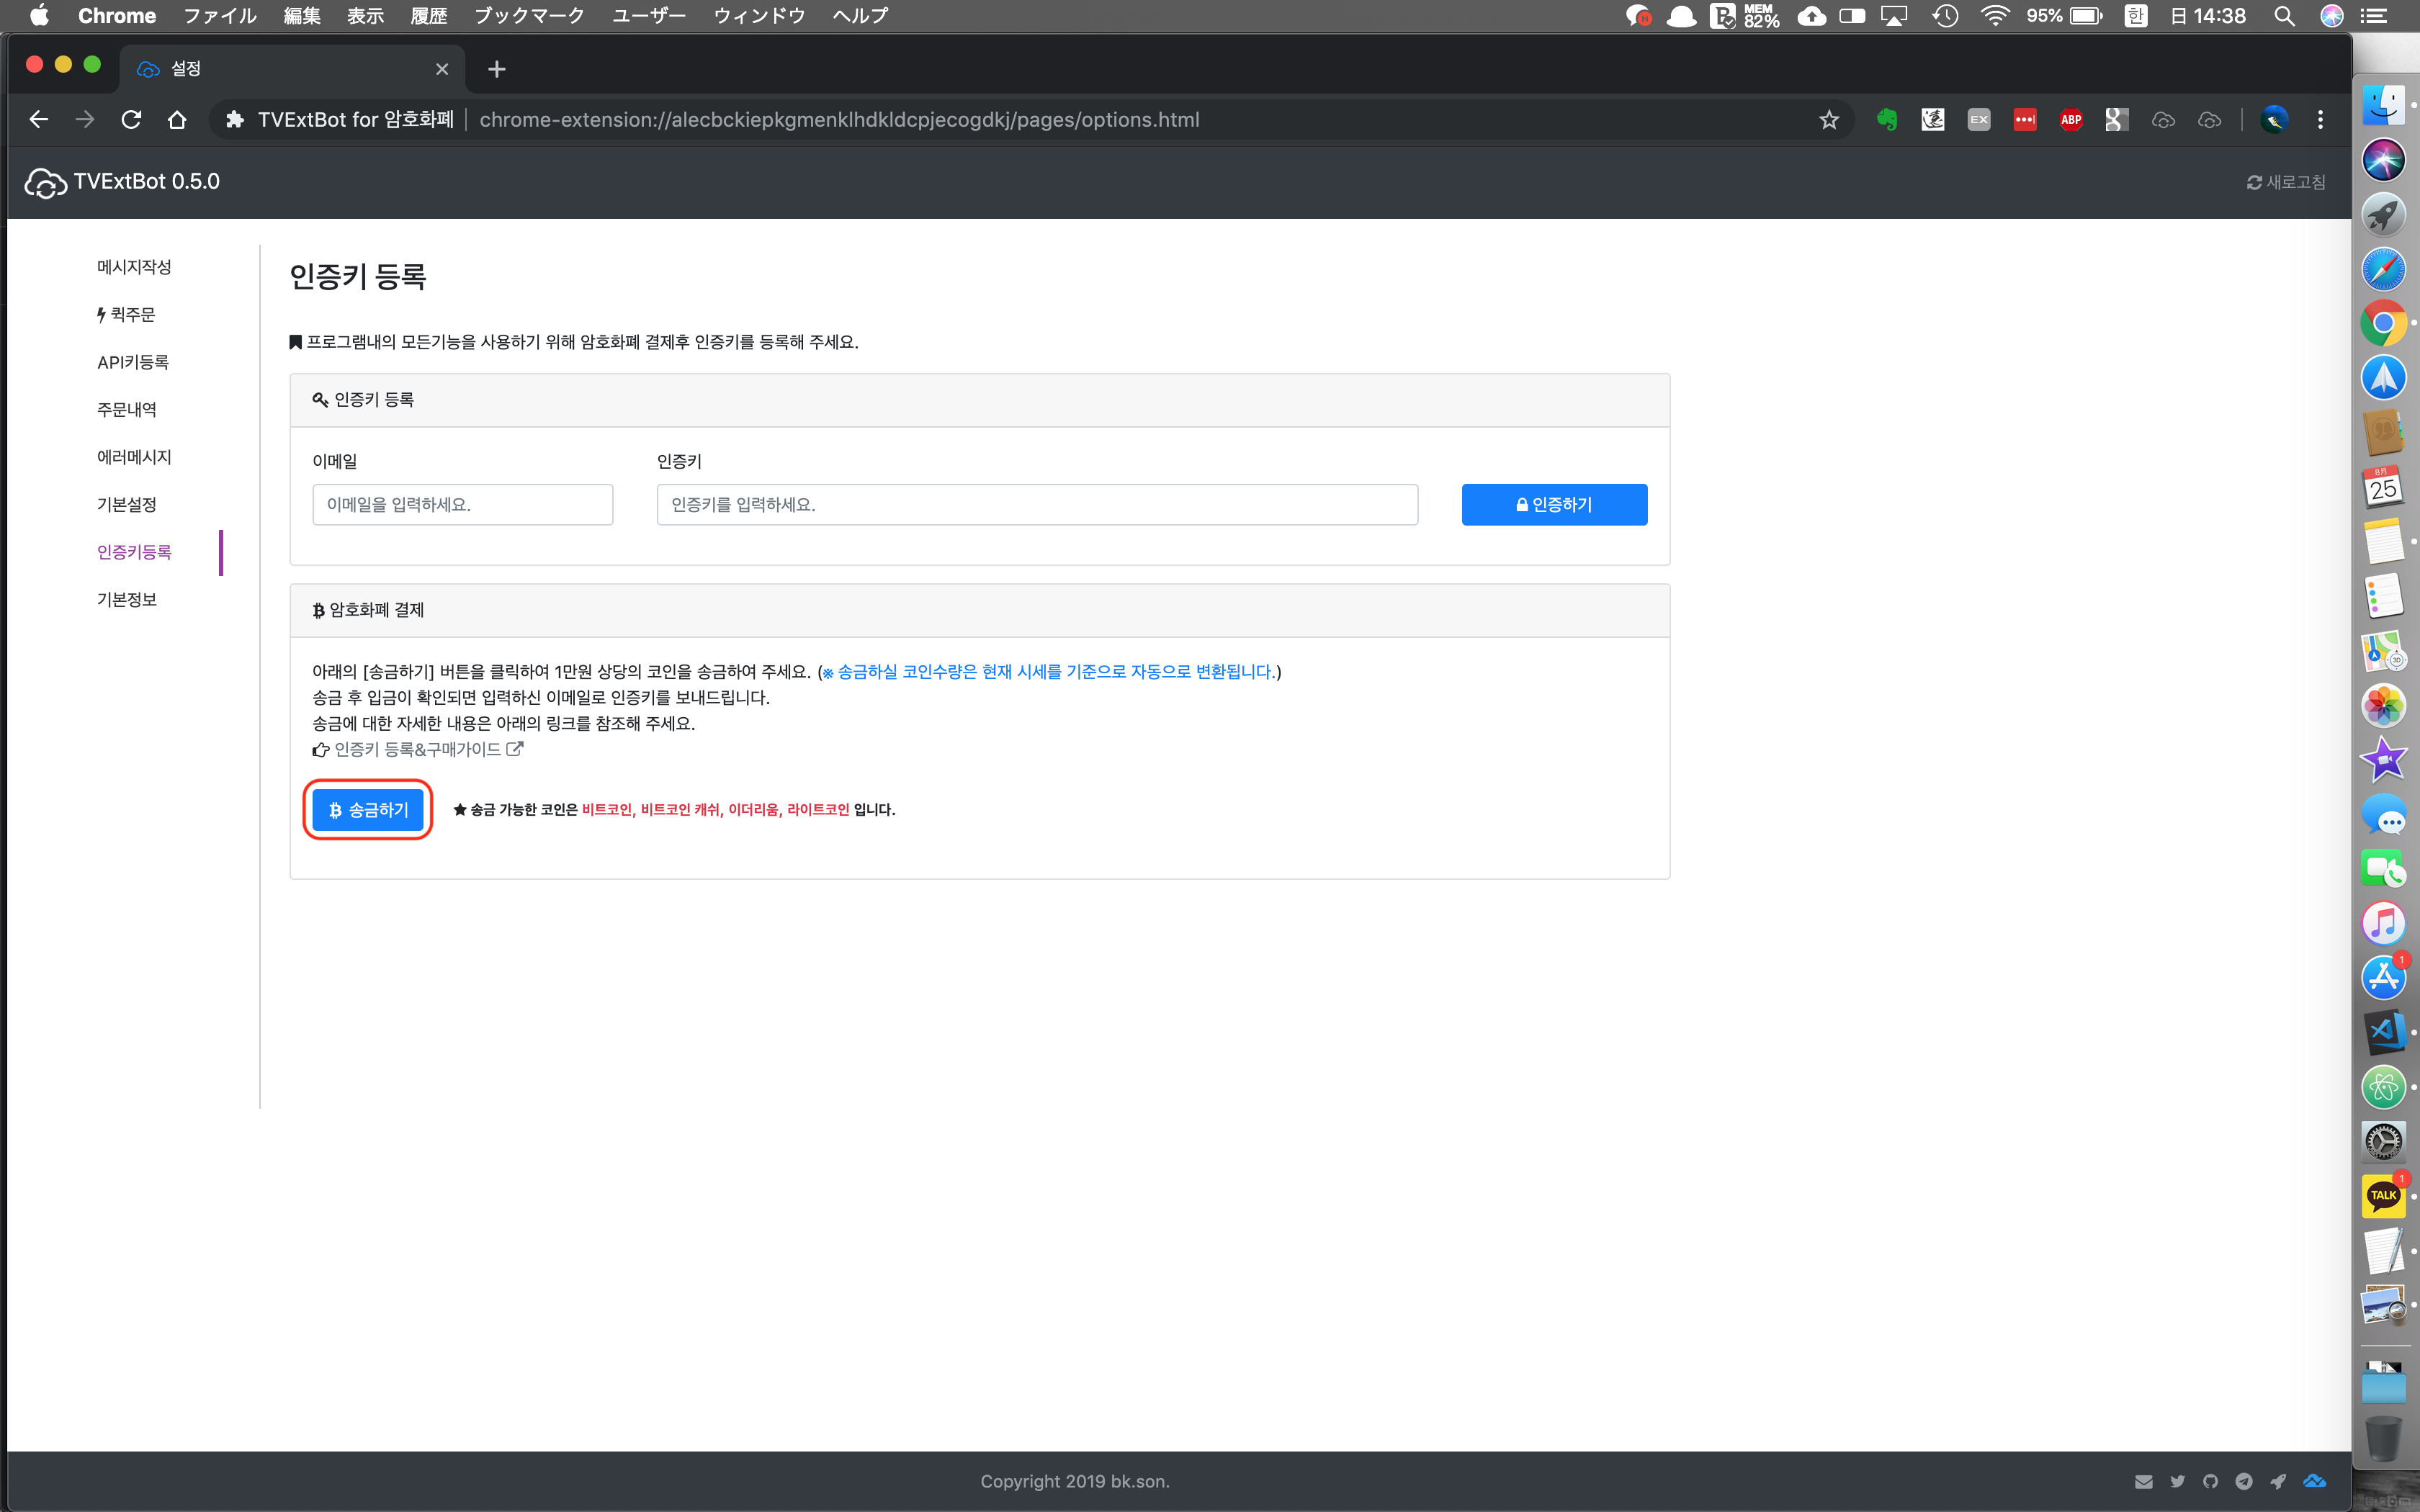 Chrome ファイル 編集 表示 履歴 ブックマーク ユーザー ウィンドウ ヘルプ MEM 82% 95% 한 日 14:38
설정
TVExtBot for 암호화폐 chrome-extension://alecbckiepkgmenklhdkldcpjecogdkj/pages/options.html EX ABP
TVExtBot 0.5.0 새로고침
메시지작성
퀵주문
API키등록
주문내역
에러메시지
기본설정
인증키등록
기본정보
인증키 등록
프로그램내의 모든기능을 사용하기 위해 암호화폐 결제후 인증키를 등록해 주세요.
인증키 등록
이메일 인증키
이메일을 입력하세요. 인증키를 입력하세요. 인증하기
암호화폐 결제
아래의 [송금하기] 버튼을 클릭하여 1만원 상당의 코인을 송금하여 주세요. (※ 송금하실 코인수량은 현재 시세를 기준으로 자동으로 변환됩니다.)
송금 후 입금이 확인되면 입력하신 이메일로 인증키를 보내드립니다.
송금에 대한 자세한 내용은 아래의 링크를 참조해 주세요.
인증키 등록&구매가이드
송금하기 ★ 송금 가능한 코인은 비트코인, 비트코인 캐쉬, 이더리움, 라이트코인 입니다.
Copyright 2019 bk.son.
8月
25
3D
1
1
TALK